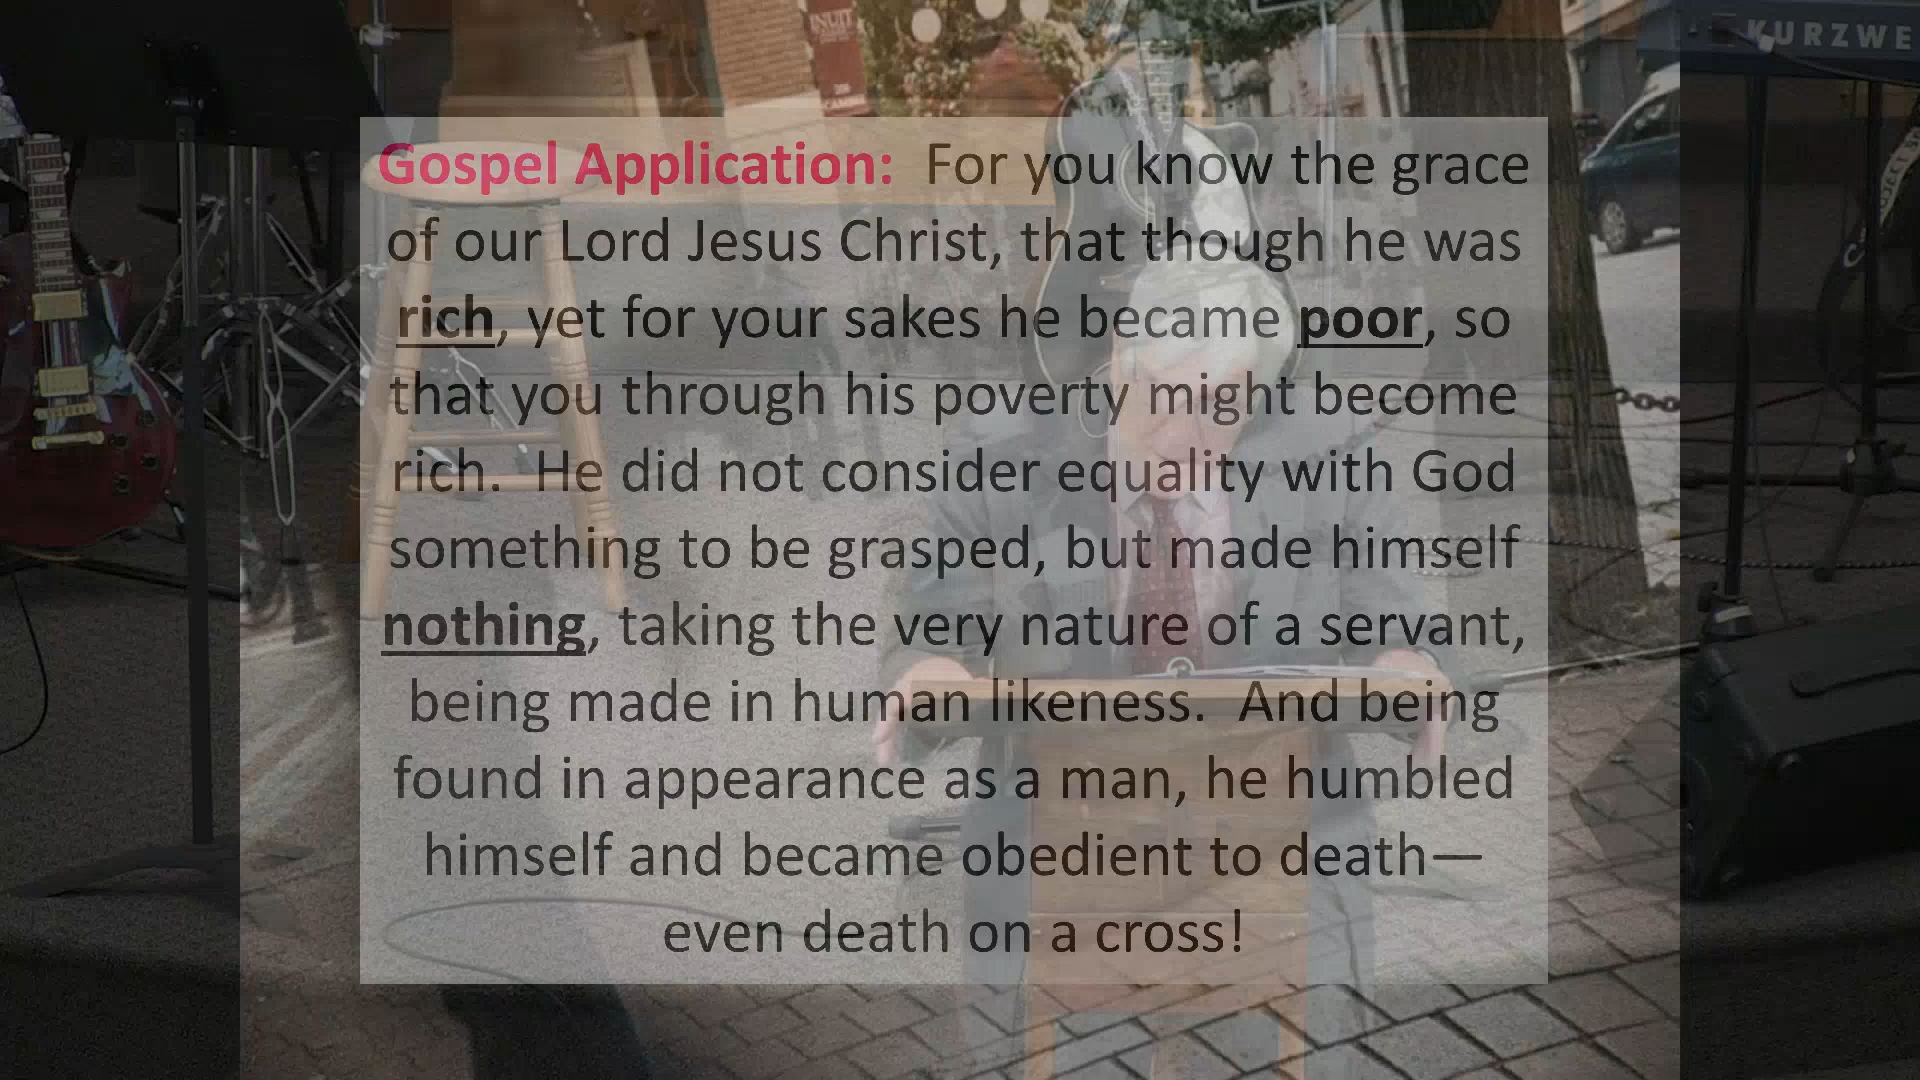 INUIT
KURZWE
Gospel Application: For you know the grace
of our Lord Jesus Christ, that though he was
rich, yet for your sakes he became poor, so
that you through his poverty might become
rich. He did not consider equality with God
something to be grasped, but made himself
nothing, taking the very nature of a servant,
being made in human likeness. And being
found in appearance as a man, he humbled
himself and became obedient to death—
even death on a cross!